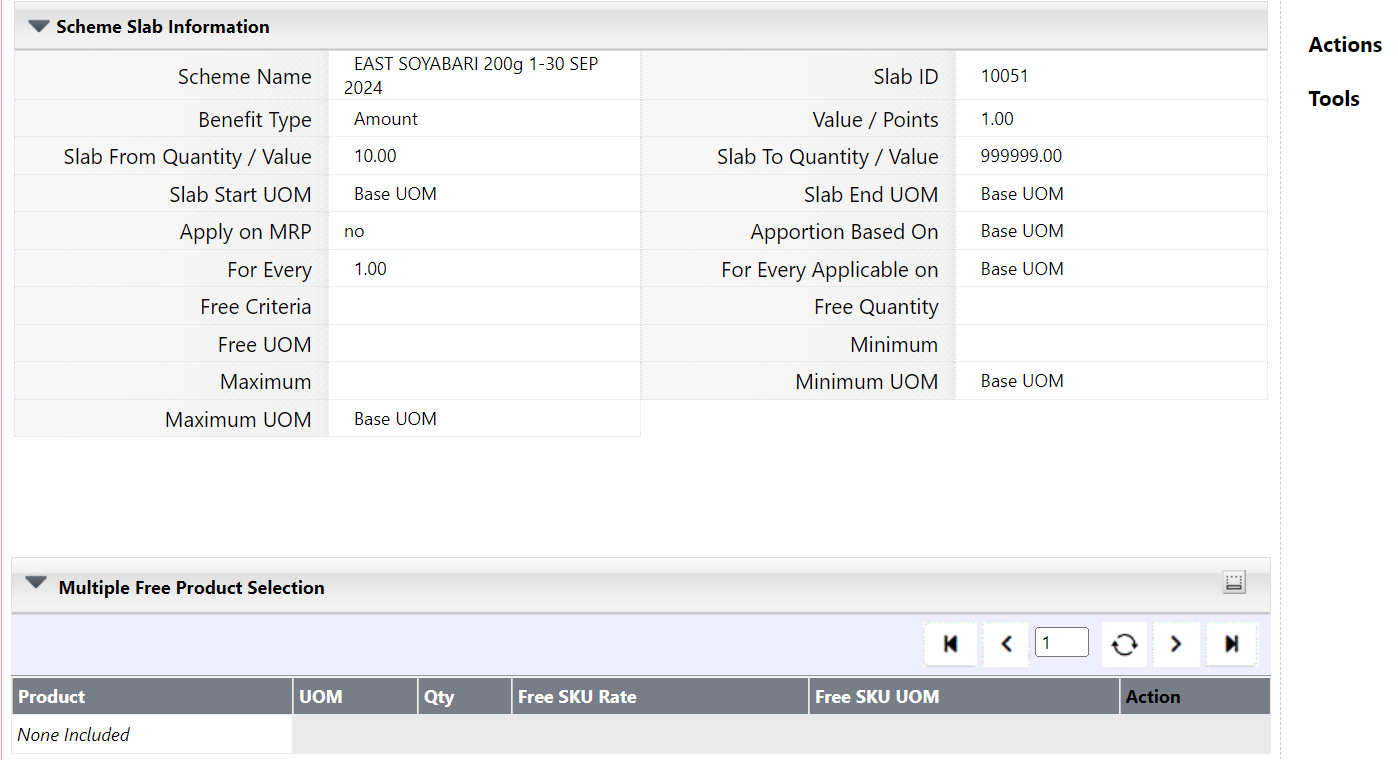 Scheme Slab Information
Actions
Tools
Scheme Name EAST SOYABARI 200g 1-30 SEP
2024
Slab ID 10051
Benefit Type Amount Value / Points 1.00
Slab From Quantity / Value 10.00 Slab To Quantity / Value 999999.00
Slab Start UOM Base UOM Slab End UOM Base UOM
Apply on MRP no Apportion Based On Base UOM
For Every 1.00 For Every Applicable on Base UOM
Free Criteria Free Quantity
Free UOM Minimum
Maximum Minimum UOM Base UOM
Maximum UOM Base UOM
Multiple Free Product Selection
1
Product UOM Qty Free SKU Rate Free SKU UOM Action
None Included